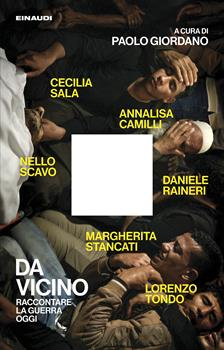 EINAUDI
A CURA DI
PAOLO GIORDANO
CECILIA
SALA
ANNALISA
CAMILLI
NELLO
SCAVO
DANIELE
RAINERI
MARGHERITA
STANCATI
LORENZO
TONDO
DA
VICINO
RACCONTARE
LA GUERRA
OGGI